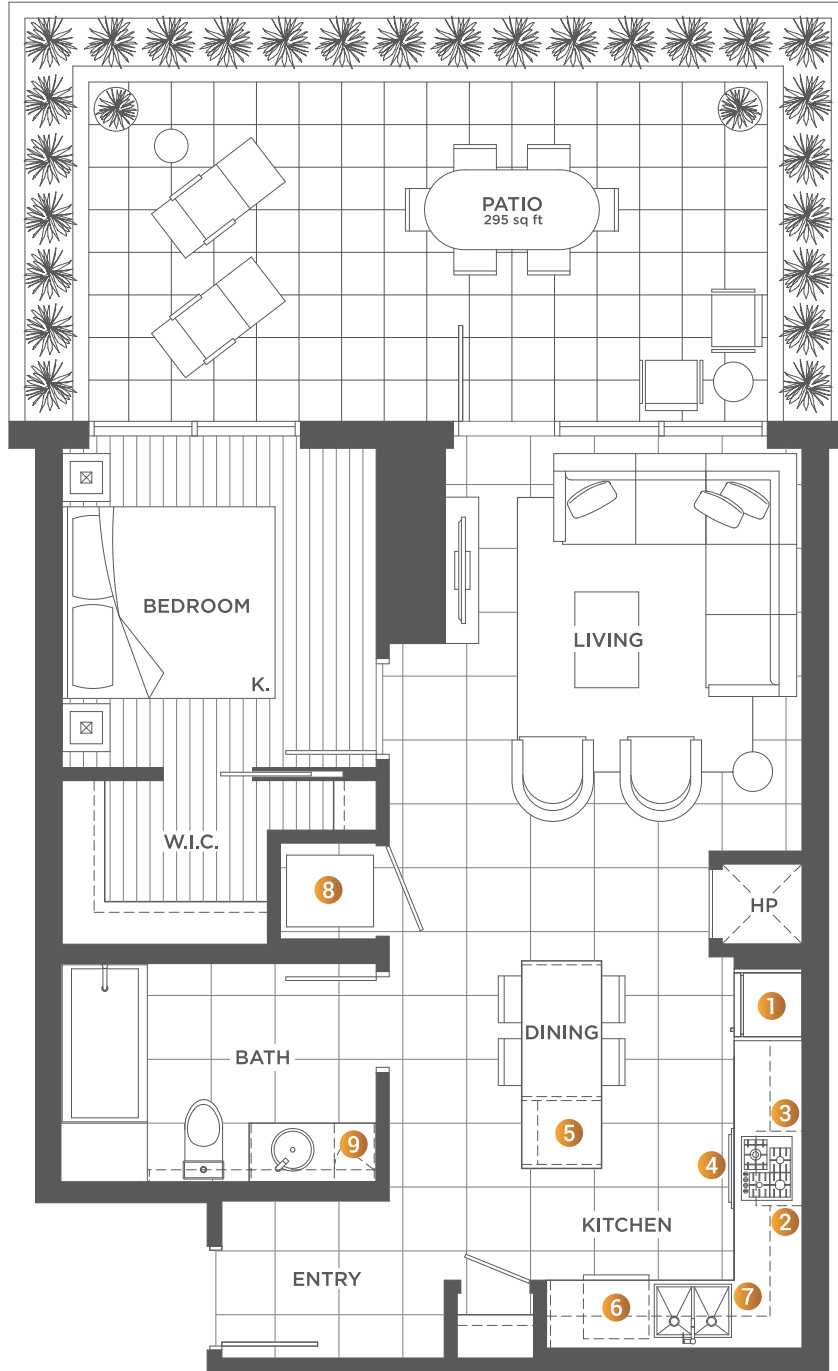 PATIO
295 sq ft
BEDROOM
K.
LIVING
W.I.C.
8
HP
1
DINING
BATH
3
5
9
4
2
KITCHEN
ENTRY
6
7